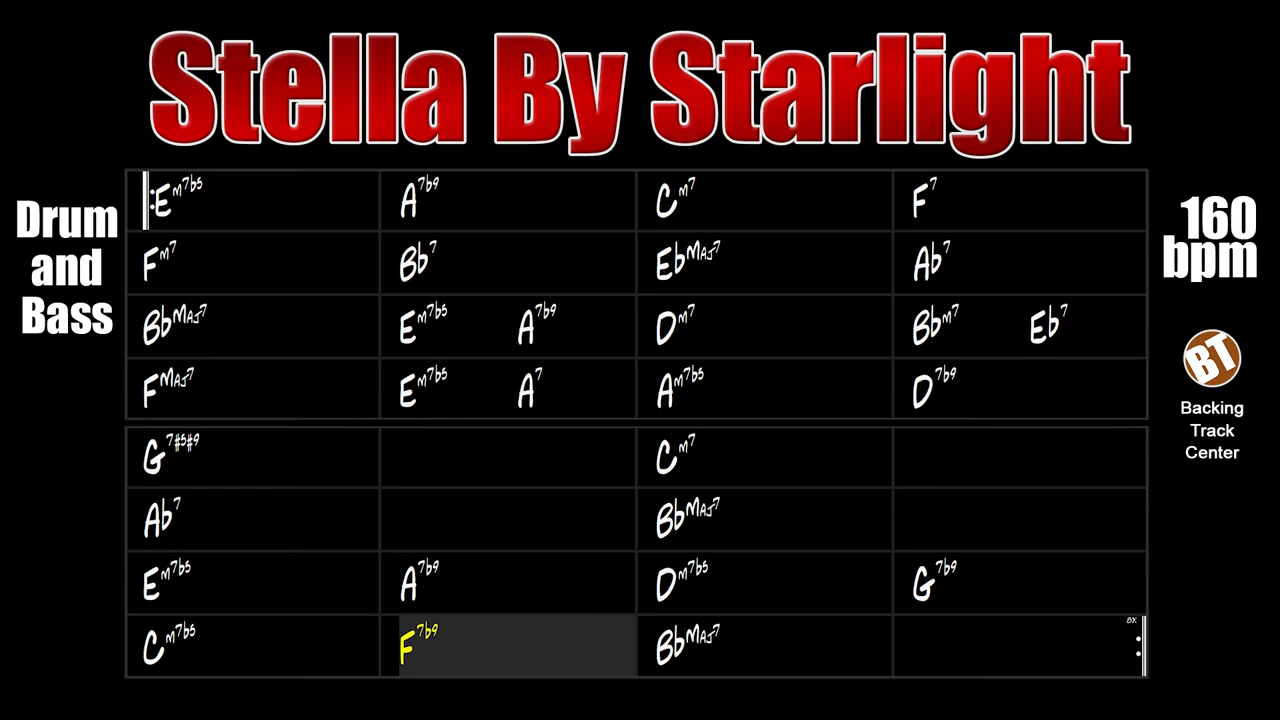 Stella By Starlight
Drum
and
Bass
160
bpm
Em7b5 A7b9 Cm7 F7
Fm7 Bb7 EbMaj7 Ab7
BbMaj7 Em7b5 A7b9 Dm7 Bbm7 Eb7
FMaj7 Em7b5 A7 Am7b5 D7b9
G7#5#9 Cm7
Ab7 BbMaj7
Em7b5 A7b9 Dm7b5 G7b9
Cm7b5 F7b9 BbMaj7
BT
Backing
Track
Center